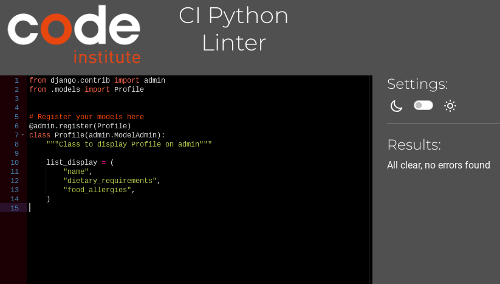 code
institute
CI Python
Linter
1 from django.contrib import admin
2 from .models import Profile
3
4
5 # Register your models here
6 @admin.register(Profile)
7 class Profile(admin.ModelAdmin):
8     """Class to display Profile on admin"""
9
10     list_display = (
11         "name",
12         "dietary_requirements",
13         "food_allergies",
14     )
15
Settings:
Results:
All clear, no errors found